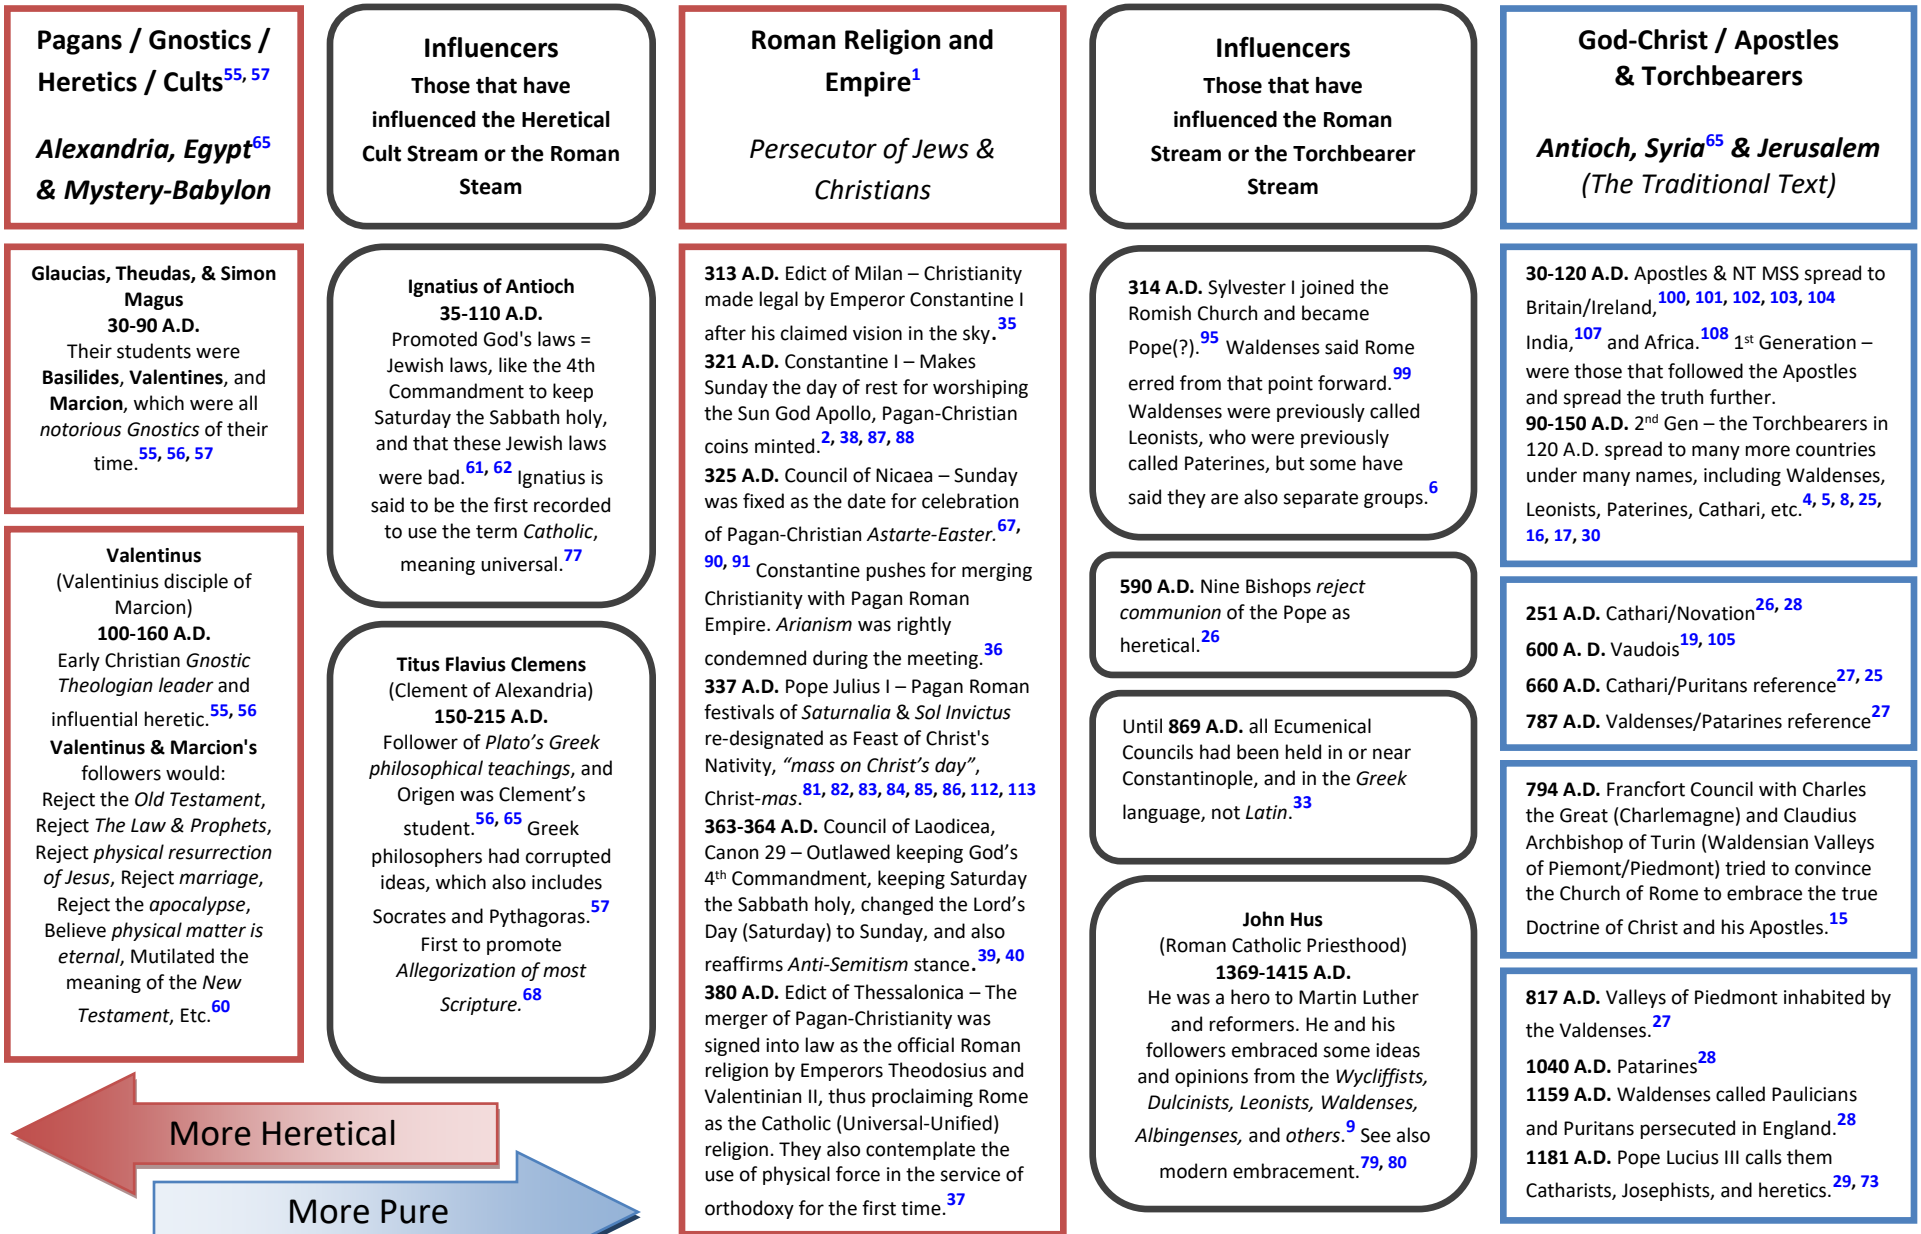 Pagans / Gnostics /
Heretics / Cults55, 57
Alexandria, Egypt65
& Mystery-Babylon
Influencers
Those that have
influenced the Heretical
Cult Stream or the Roman
Steam
Roman Religion and
Empire1
Persecutor of Jews &
Christians
Influencers
Those that have
influenced the Roman
Stream or the Torchbearer
Stream
God-Christ / Apostles
& Torchbearers
Antioch, Syria65 & Jerusalem
(The Traditional Text)
Glaucias, Theudas, & Simon
Magus
30-90 A.D.
Their students were
Basilides, Valentines, and
Marcion, which were all
notorious Gnostics of their
time.55, 56, 57
Valentinus
(Valentinius disciple of
Marcion)
100-160 A.D.
Early Christian Gnostic
Theologian leader and
influential heretic.55, 56
Valentinus & Marcion's
followers would:
Reject the Old Testament,
Reject The Law & Prophets,
Reject physical resurrection
of Jesus, Reject marriage,
Reject the apocalypse,
Believe physical matter is
eternal, Mutilated the
meaning of the New
Testament, Etc.60
Ignatius of Antioch
35-110 A.D.
Promoted God's laws =
Jewish laws, like the 4th
Commandment to keep
Saturday the Sabbath holy,
and that these Jewish laws
were bad.61, 62 Ignatius is
said to be the first recorded
to use the term Catholic,
meaning universal.77
Titus Flavius Clemens
(Clement of Alexandria)
150-215 A.D.
Follower of Plato's Greek
philosophical teachings, and
Origen was Clement's
student.56, 65 Greek
philosophers had corrupted
ideas, which also includes
Socrates and Pythagoras.57
First to promote
Allegorization of most
Scripture.68
313 A.D. Edict of Milan – Christianity
made legal by Emperor Constantine I
after his claimed vision in the sky.35
321 A.D. Constantine I – Makes
Sunday the day of rest for worshiping
the Sun God Apollo, Pagan-Christian
coins minted.2, 38, 87, 88
325 A.D. Council of Nicaea – Sunday
was fixed as the date for celebration
of Pagan-Christian Astarte-Easter.67,
90, 91 Constantine pushes for merging
Christianity with Pagan Roman
Empire. Arianism was rightly
condemned during the meeting.36
337 A.D. Pope Julius I – Pagan Roman
festivals of Saturnalia & Sol Invictus
re-designated as Feast of Christ's
Nativity, “mass on Christ’s day”,
Christ-mas.81, 82, 83, 84, 85, 86, 112, 113
363-364 A.D. Council of Laodicea,
Canon 29 – Outlawed keeping God’s
4th Commandment, keeping Saturday
the Sabbath holy, changed the Lord’s
Day (Saturday) to Sunday, and also
reaffirms Anti-Semitism stance.39, 40
380 A.D. Edict of Thessalonica – The
merger of Pagan-Christianity was
signed into law as the official Roman
religion by Emperors Theodosius and
Valentinian II, thus proclaiming Rome
as the Catholic (Universal-Unified)
religion. They also contemplate the
use of physical force in the service of
orthodoxy for the first time.37
314 A.D. Sylvester I joined the
Romish Church and became
Pope(?).95 Waldenses said Rome
erred from that point forward.99
Waldenses were previously called
Leonists, who were previously
called Paterines, but some have
said they are also separate groups.6
590 A.D. Nine Bishops reject
communion of the Pope as
heretical.26
Until 869 A.D. all Ecumenical
Councils had been held in or near
Constantinople, and in the Greek
language, not Latin.33
John Hus
(Roman Catholic Priesthood)
1369-1415 A.D.
He was a hero to Martin Luther
and reformers. He and his
followers embraced some ideas
and opinions from the Wycliffists,
Dulcinists, Leonists, Waldenses,
Albingenses, and others.9 See also
modern embracement.79, 80
30-120 A.D. Apostles & NT MSS spread to
Britain/Ireland,100, 101, 102, 103, 104
India,107 and Africa.108 1st Generation –
were those that followed the Apostles
and spread the truth further.
90-150 A.D. 2nd Gen – the Torchbearers in
120 A.D. spread to many more countries
under many names, including Waldenses,
Leonists, Paterines, Cathari, etc.4, 5, 8, 25,
16, 17, 30
251 A.D. Cathari/Novation26, 28
600 A. D. Vaudois19, 105
660 A.D. Cathari/Puritans reference27, 25
787 A.D. Valdenses/Patarines reference27
794 A.D. Francfort Council with Charles
the Great (Charlemagne) and Claudius
Archbishop of Turin (Waldensian Valleys
of Piemont/Piedmont) tried to convince
the Church of Rome to embrace the true
Doctrine of Christ and his Apostles.15
817 A.D. Valleys of Piedmont inhabited by
the Valdenses.27
1040 A.D. Patarines28
1159 A.D. Waldenses called Paulicians
and Puritans persecuted in England.28
1181 A.D. Pope Lucius III calls them
Catharists, Josephists, and heretics.29, 73
More Heretical
More Pure